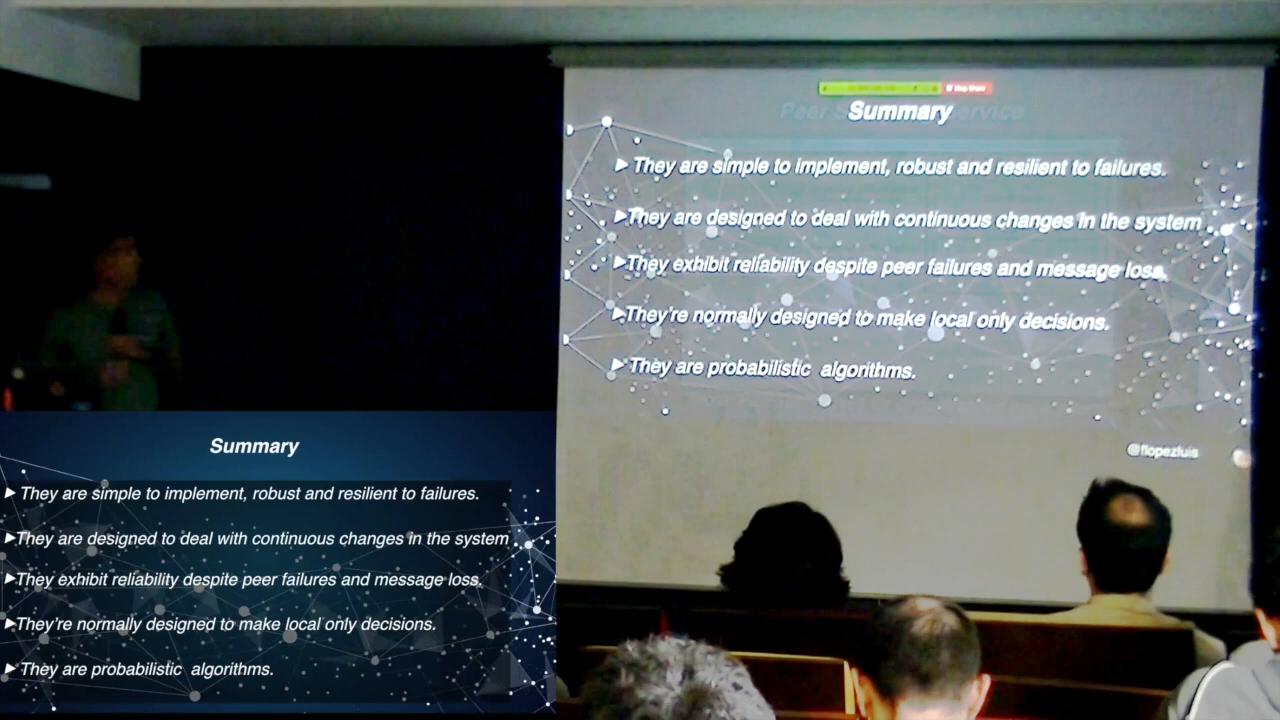 Summary
▶ They are simple to implement, robust and resilient to failures.
▶They are designed to deal with continuous changes in the system
▶They exhibit reliability despite peer failures and message loss.
▶They're normally designed to make local only decisions.
▶ They are probabilistic algorithms.
@flopezluis
Summary
▶ They are simple to implement, robust and resilient to failures.
▶They are designed to deal with continuous changes in the system
▶They exhibit reliability despite peer failures and message loss.
▶They're normally designed to make local only decisions.
▶ They are probabilistic algorithms.